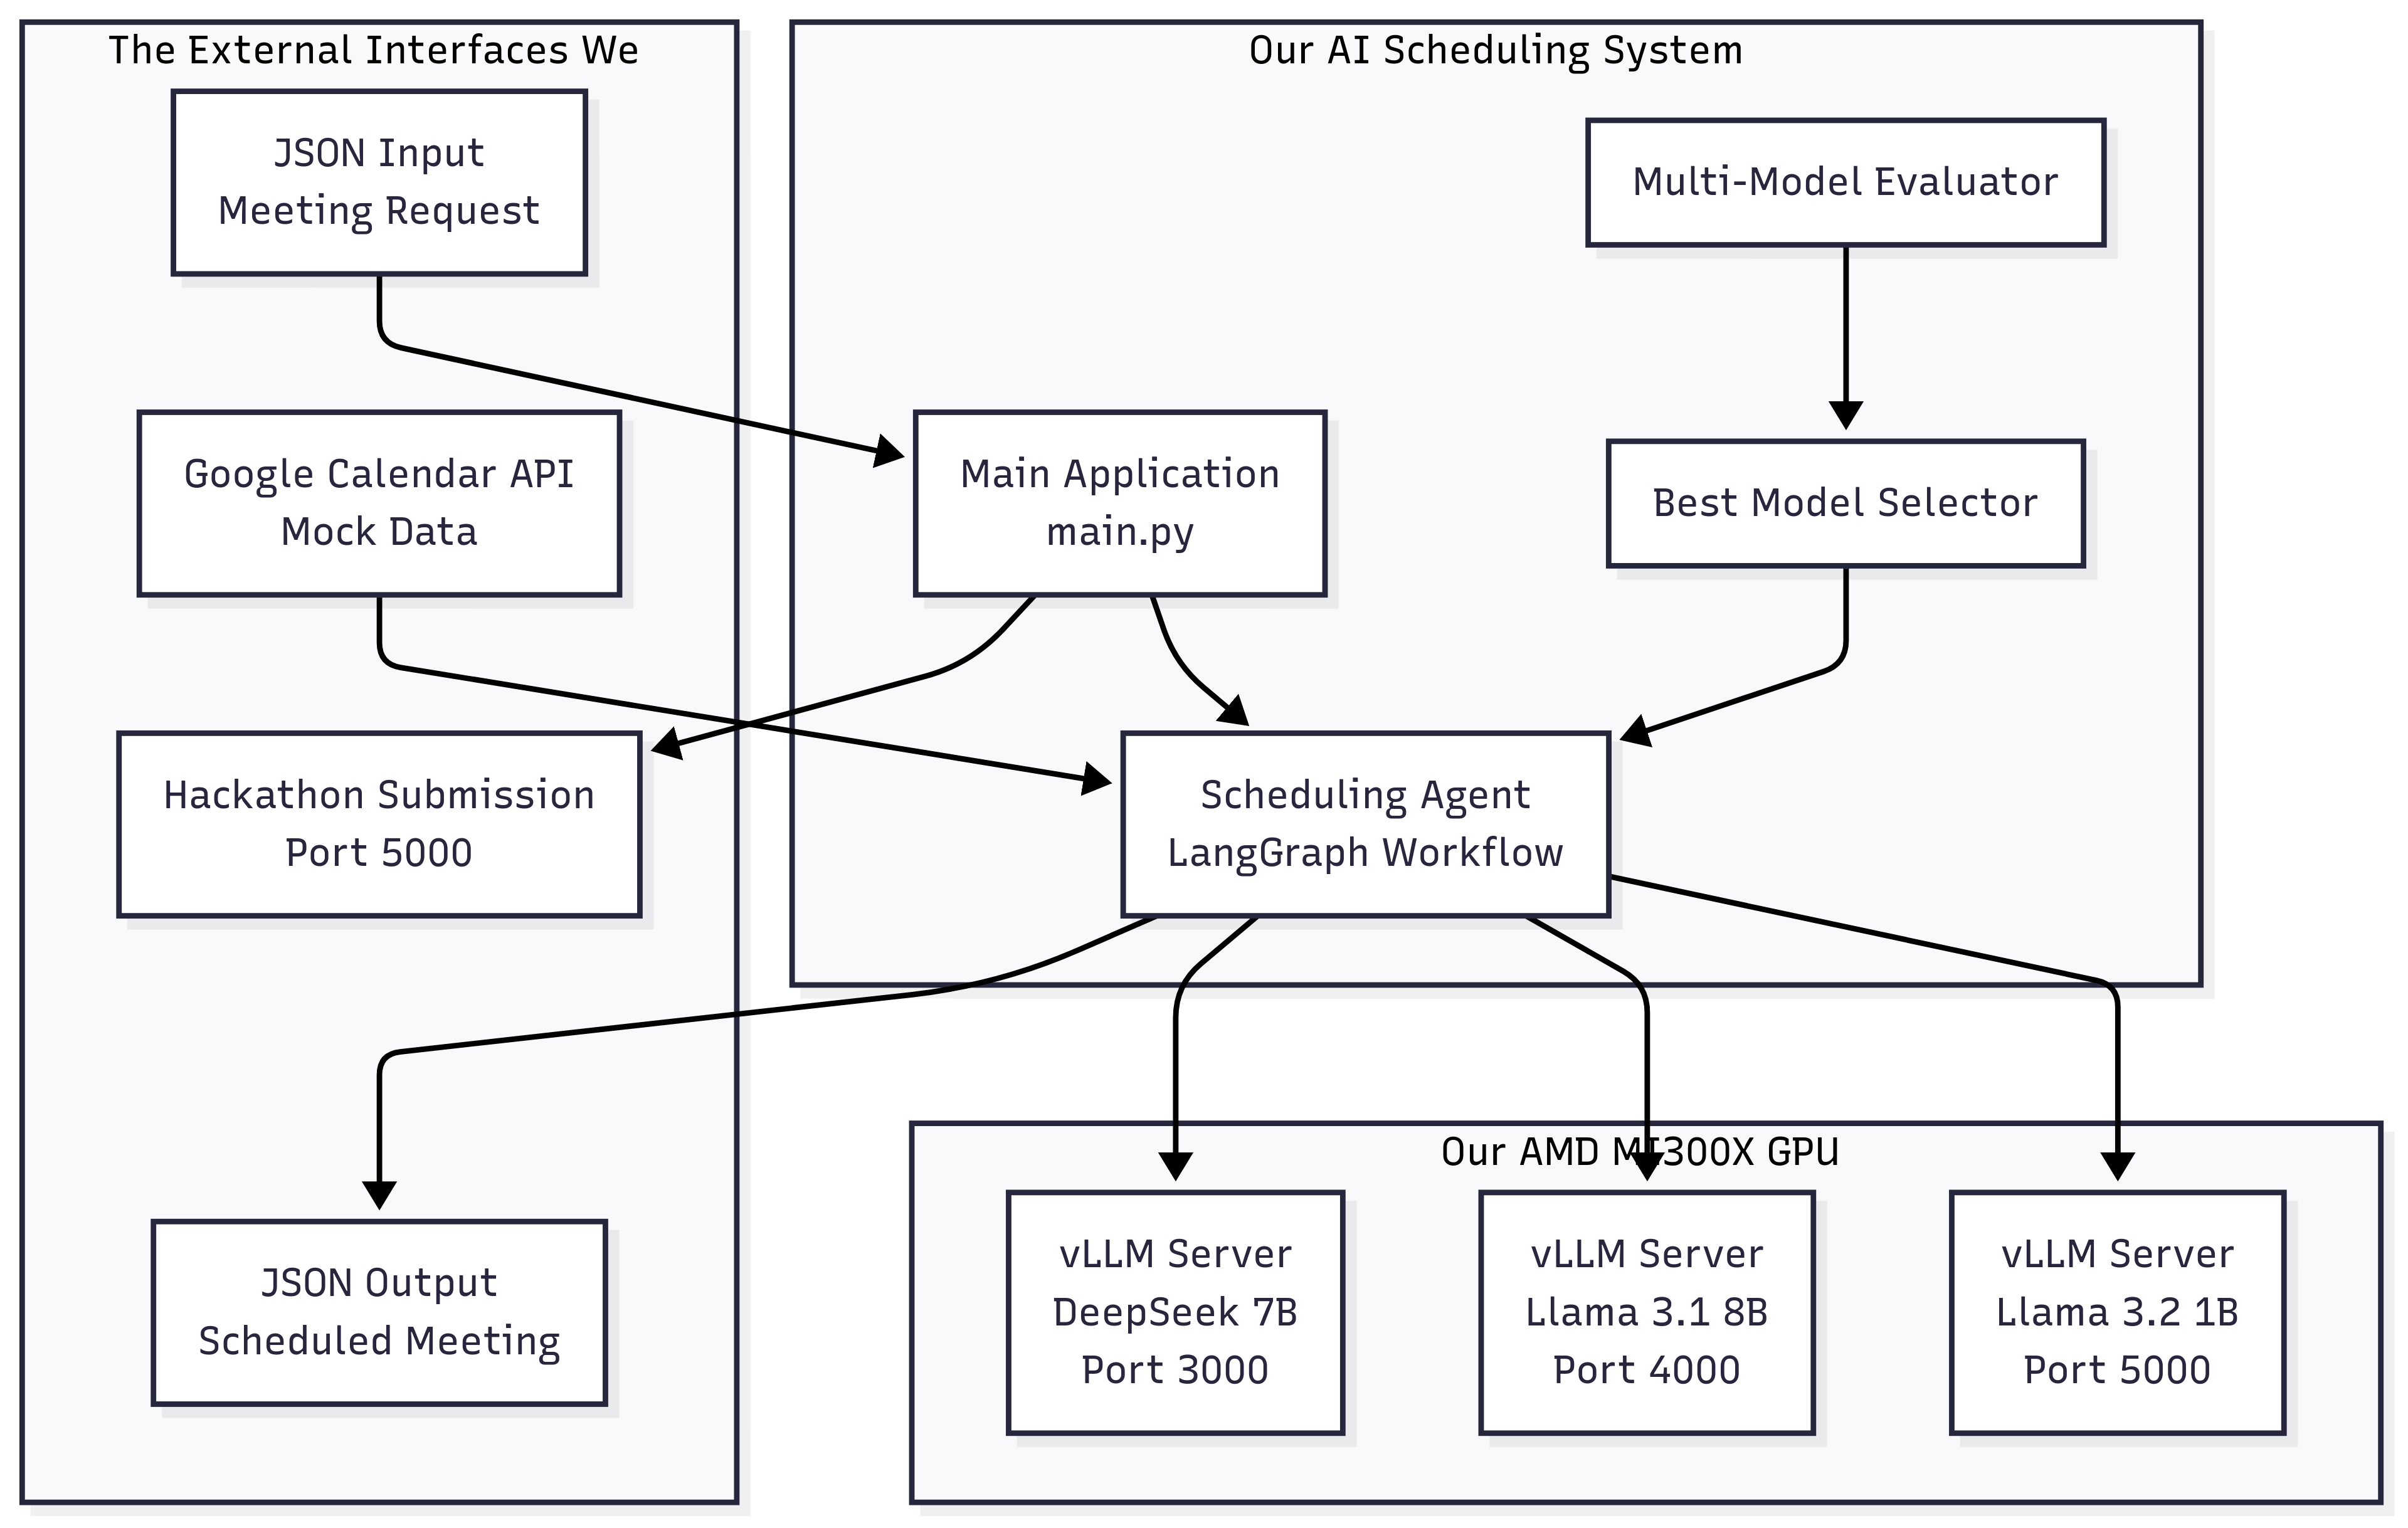 The External Interfaces We
JSON Input
Meeting Request
Google Calendar API
Mock Data
Hackathon Submission
Port 5000
JSON Output
Scheduled Meeting
Our AI Scheduling System
Multi-Model Evaluator
Main Application
main.py
Best Model Selector
Scheduling Agent
LangGraph Workflow
Our AMD MI300X GPU
vLLM Server
DeepSeek 7B
Port 3000
vLLM Server
Llama 3.1 8B
Port 4000
vLLM Server
Llama 3.2 1B
Port 5000